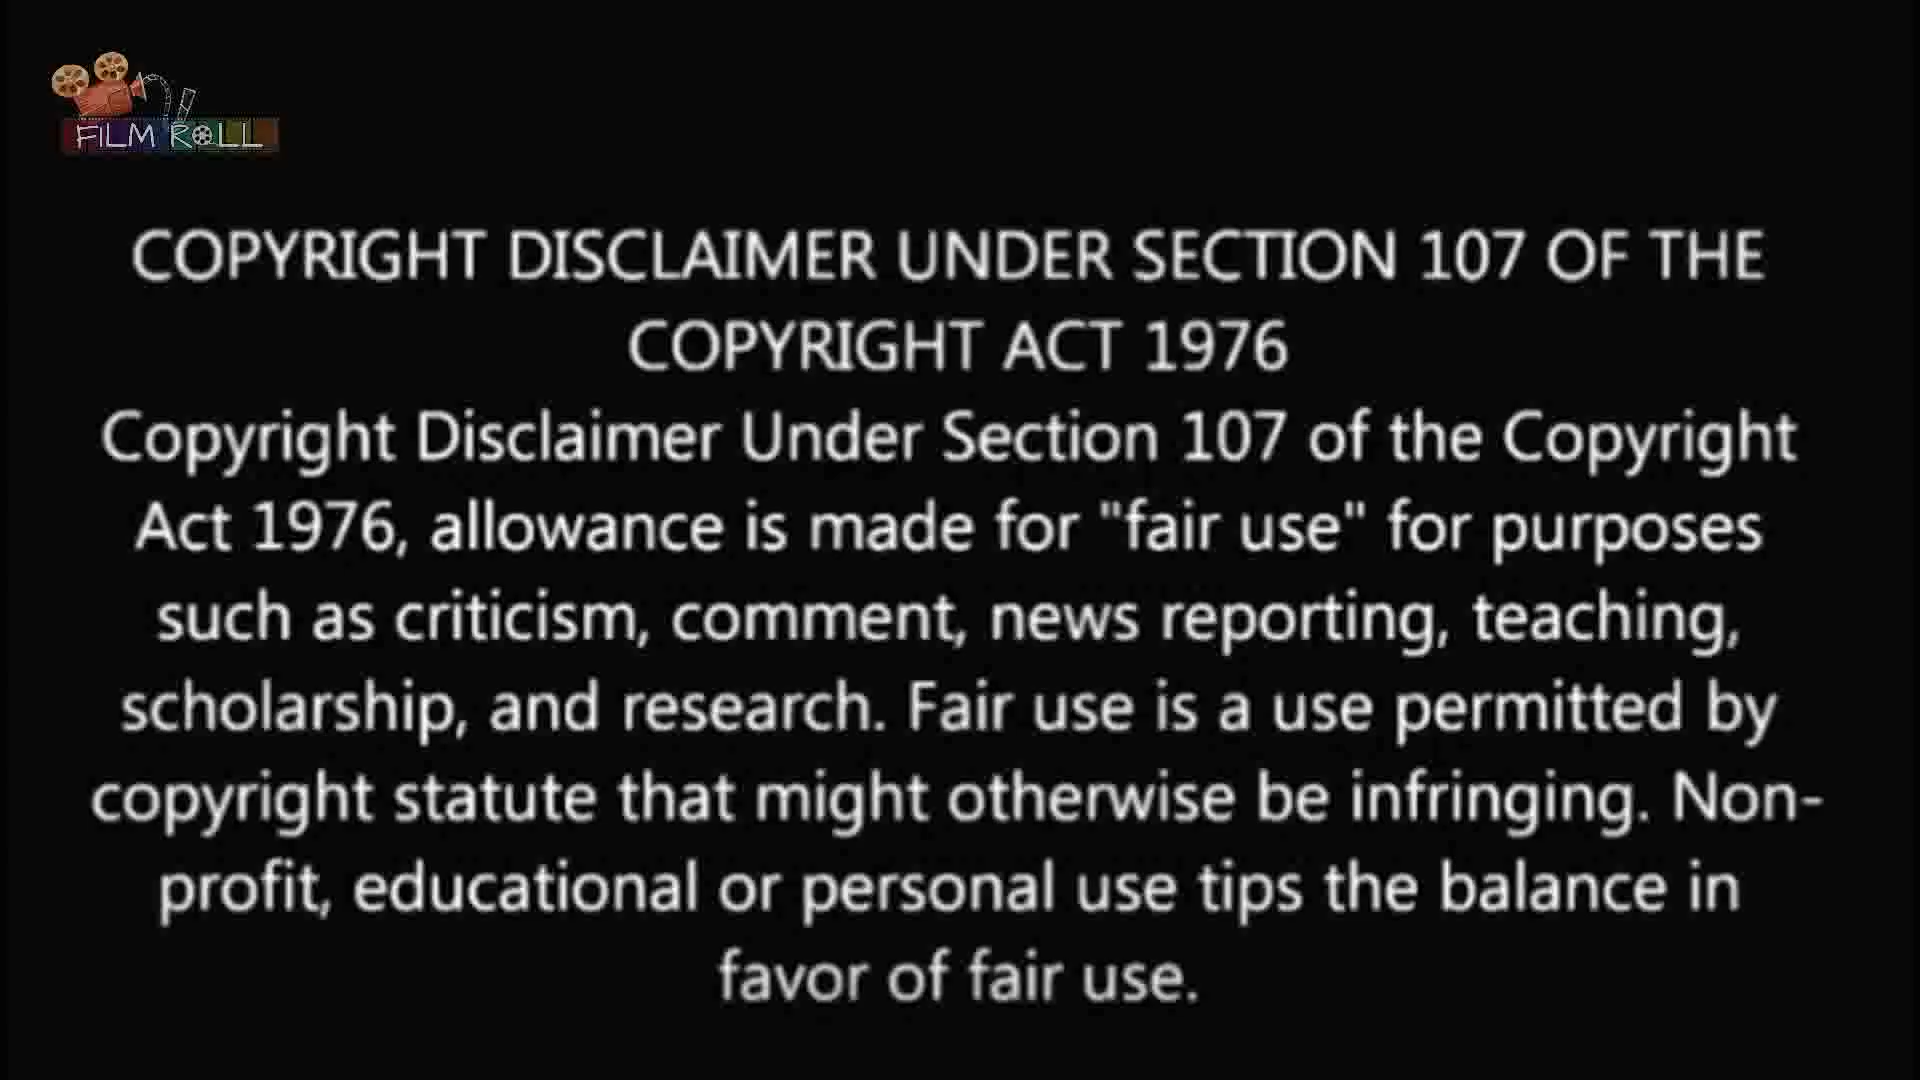 FILM ROLL
COPYRIGHT DISCLAIMER UNDER SECTION 107 OF THE
COPYRIGHT ACT 1976
Copyright Disclaimer Under Section 107 of the Copyright
Act 1976, allowance is made for "fair use" for purposes
such as criticism, comment, news reporting, teaching,
scholarship, and research. Fair use is a use permitted by
copyright statute that might otherwise be infringing. Non-
profit, educational or personal use tips the balance in
favor of fair use.